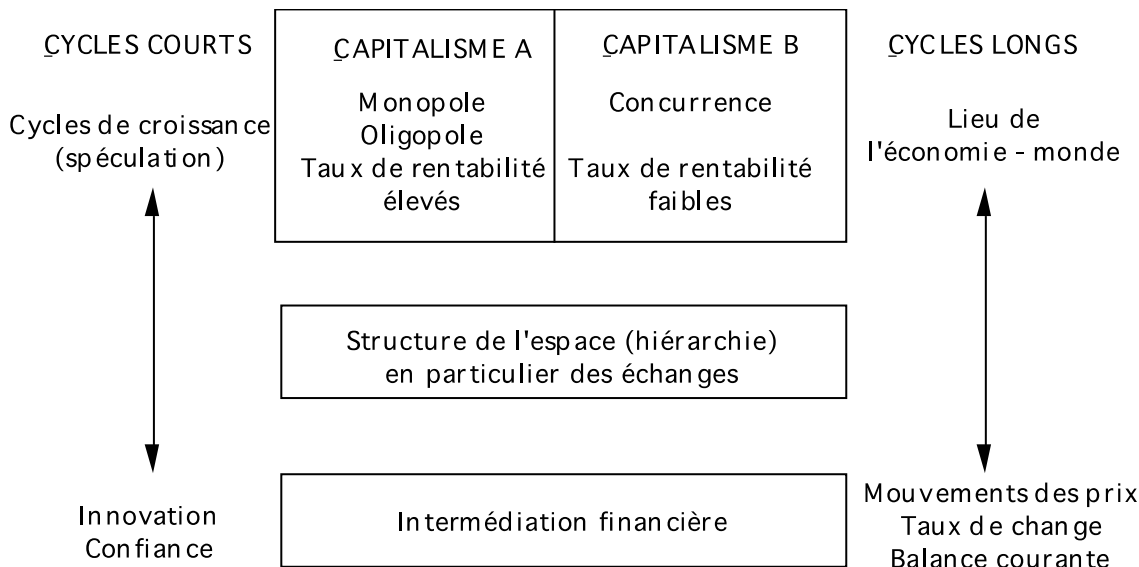 CYCLES COURTS
Cycles de croissance
(spéculation)
Innovation
Confiance
CAPITALISME A
Monopole
Oligopole
Taux de rentabilité
élevés
CAPITALISME B
Concurrence
Taux de rentabilité
faibles
Structure de l'espace (hiérarchie)
en particulier des échanges
Intermédiation financière
CYCLES LONGS
Lieu de
l'économie - monde
Mouvements des prix
Taux de change
Balance courante